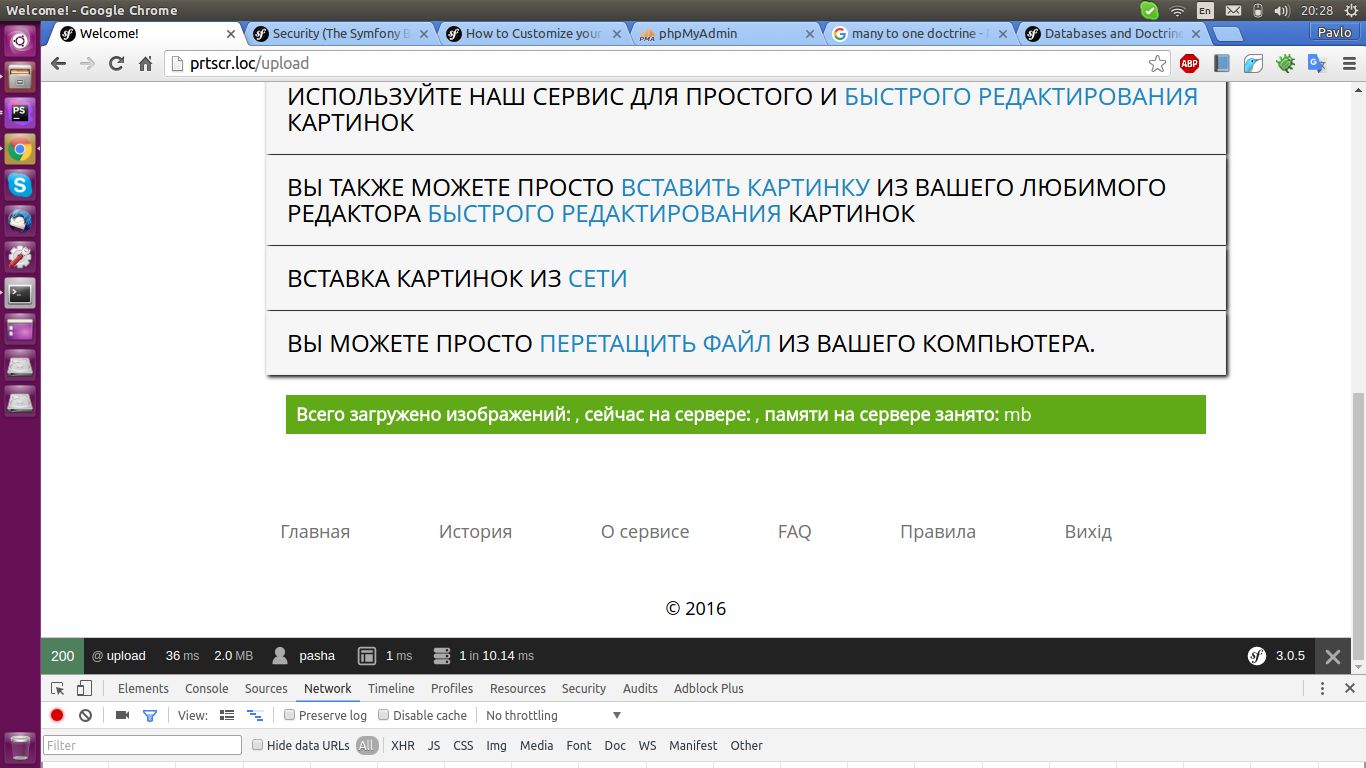 Welcome! - Google Chrome
En
20:28
Welcome!
Security (The Symfony B
How to Customize your
phpMyAdmin
many to one doctrine -
Databases and Doctrine
Pavlo
prtscr.loc/upload
ABP
ИСПОЛЬЗУЙТЕ НАШ СЕРВИС ДЛЯ ПРОСТОГО И БЫСТРОГО РЕДАКТИРОВАНИЯ
КАРТИНОК
ВЫ ТАКЖЕ МОЖЕТЕ ПРОСТО ВСТАВИТЬ КАРТИНКУ ИЗ ВАШЕГО ЛЮБИМОГО
РЕДАКТОРА БЫСТРОГО РЕДАКТИРОВАНИЯ КАРТИНОК
ВСТАВКА КАРТИНОК ИЗ СЕТИ
ВЫ МОЖЕТЕ ПРОСТО ПЕРЕТАЩИТЬ ФАЙЛ ИЗ ВАШЕГО КОМПЬЮТЕРА.
Всего загружено изображений: , сейчас на сервере: , памяти на сервере занято: mb
Главная История О сервисе FAQ Правила Вихід
© 2016
200 @ upload 36 ms 2.0 MB pasha 1 ms 1 in 10.14 ms 3.0.5
Elements Console Sources Network Timeline Profiles Resources Security Audits Adblock Plus
View: Preserve log Disable cache No throttling
Filter Hide data URLs All XHR JS CSS Img Media Font Doc WS Manifest Other